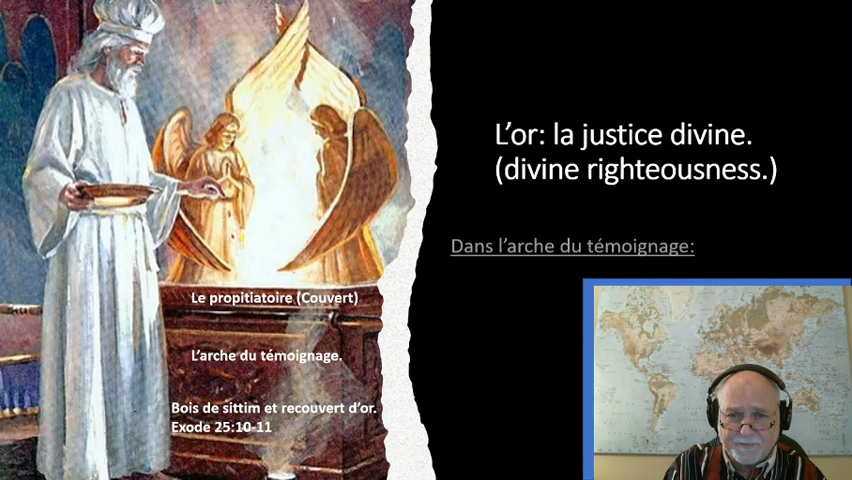 L'or: la justice divine.
(divine righteousness.)
Dans l'arche du témoignage:
Le propitiatoire (Couvert)
L'arche du témoignage.
Bois de sittim et recouvert d'or.
Exode 25:10-11